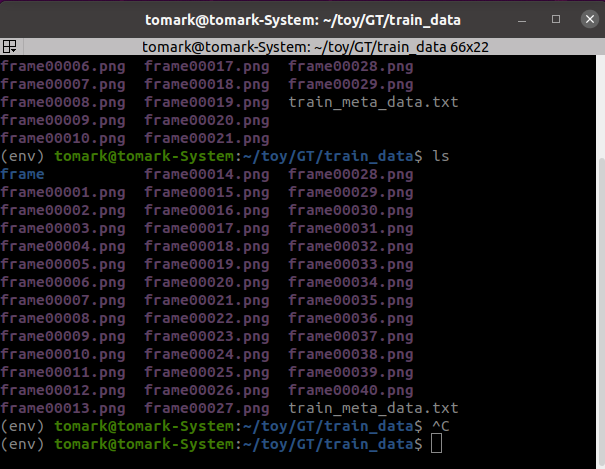 tomark@tomark-System: ~/toy/GT/train_data
tomark@tomark-System: ~/toy/GT/train_data 66x22
frame00006.png  frame00017.png  frame00028.png
frame00007.png  frame00018.png  frame00029.png
frame00008.png  frame00019.png  train_meta_data.txt
frame00009.png  frame00020.png
frame00010.png  frame00021.png
(env) tomark@tomark-System:~/toy/GT/train_data$ ls
frame           frame00014.png  frame00028.png
frame00001.png  frame00015.png  frame00029.png
frame00002.png  frame00016.png  frame00030.png
frame00003.png  frame00017.png  frame00031.png
frame00004.png  frame00018.png  frame00032.png
frame00005.png  frame00019.png  frame00033.png
frame00006.png  frame00020.png  frame00034.png
frame00007.png  frame00021.png  frame00035.png
frame00008.png  frame00022.png  frame00036.png
frame00009.png  frame00023.png  frame00037.png
frame00010.png  frame00024.png  frame00038.png
frame00011.png  frame00025.png  frame00039.png
frame00012.png  frame00026.png  frame00040.png
frame00013.png  frame00027.png  train_meta_data.txt
(env) tomark@tomark-System:~/toy/GT/train_data$ ^C
(env) tomark@tomark-System:~/toy/GT/train_data$